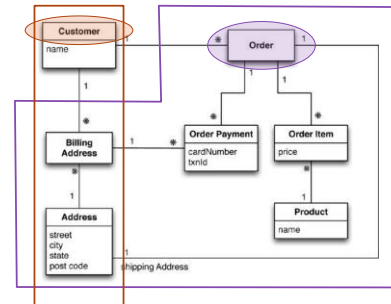 Customer
name
1
*
Order
1
1
1
1
*
*
*
Billing
Address
1
*
Order Payment
cardNumber
txnId
Order Item
price
*
*
1
1
Address
street
city
state
post code
Product
name
1
shipping Address